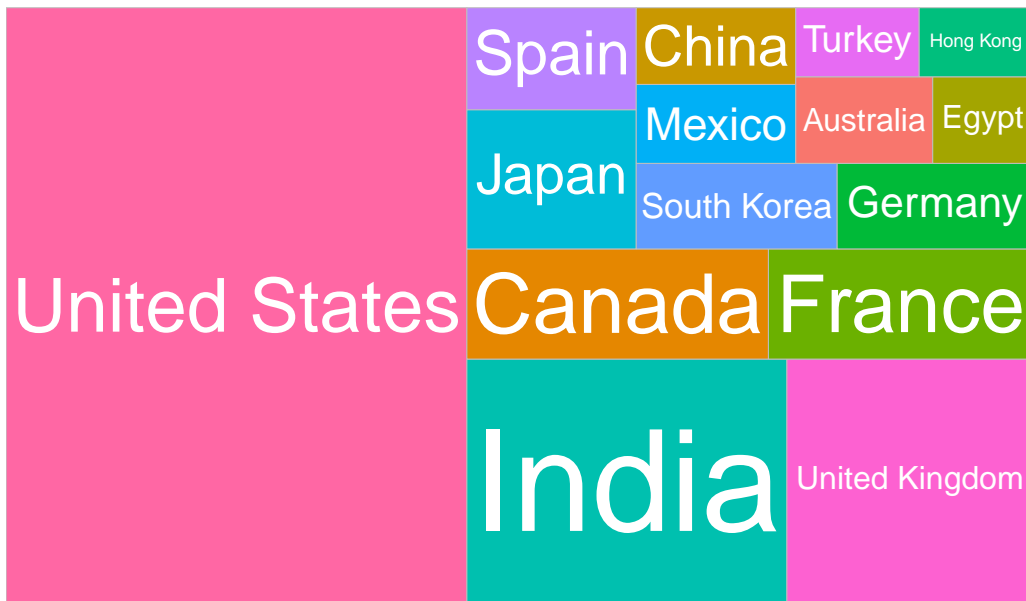 Spain
China
Turkey
Hong Kong
Mexico
Australia
Egypt
Japan
South Korea
Germany
United States
Canada
France
India
United Kingdom